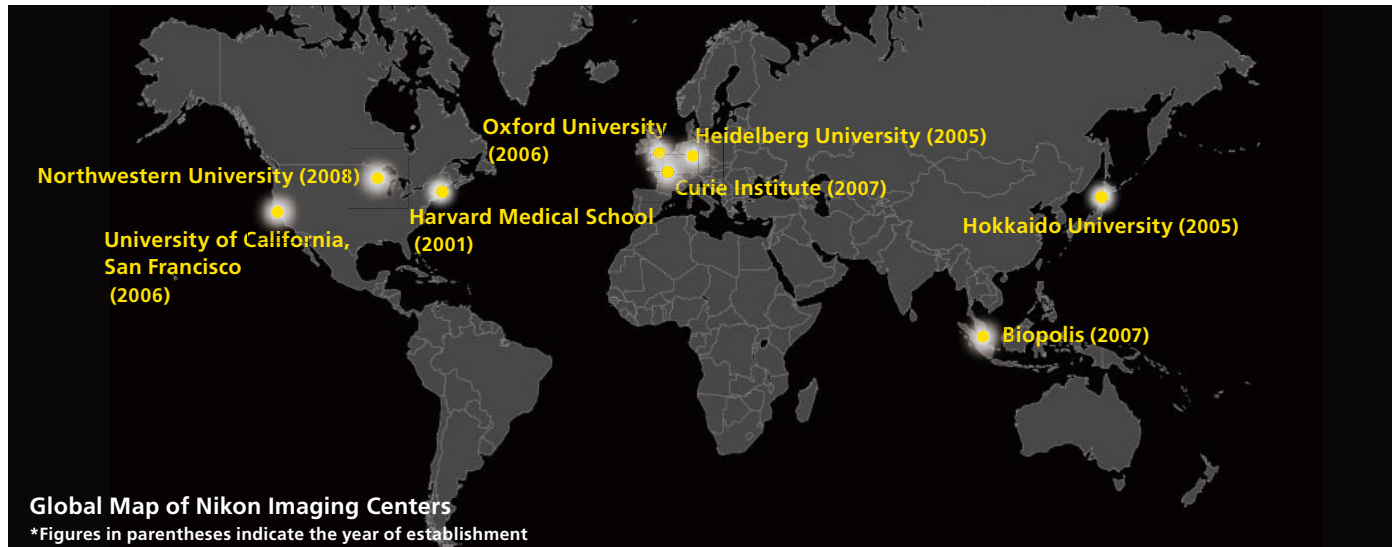 Oxford University
(2006)
Heidelberg University (2005)
Northwestern University (2008)
Curie Institute (2007)
Harvard Medical School
(2001)
Hokkaido University (2005)
University of California,
San Francisco
(2006)
Biopolis (2007)
Global Map of Nikon Imaging Centers
*Figures in parentheses indicate the year of establishment